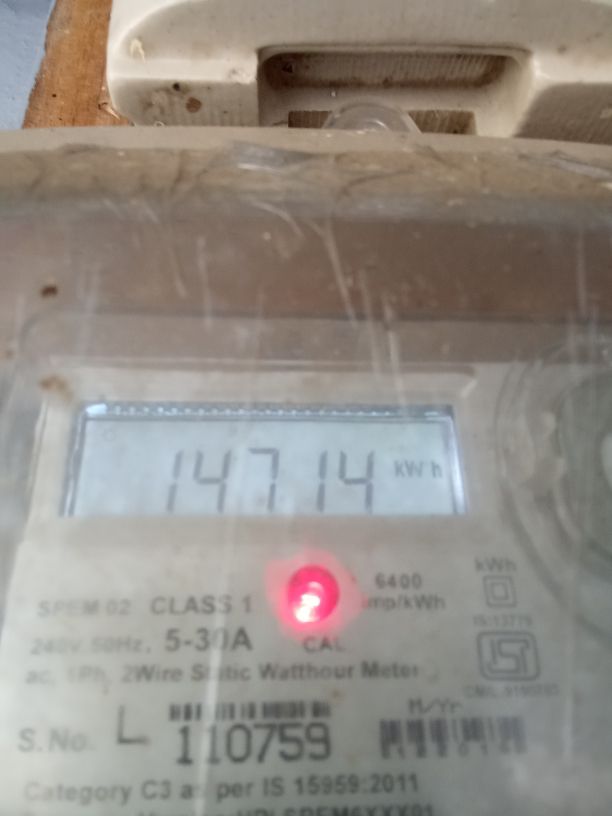 14714 kWh
6400
kWh
SPEM 02 CLASS 1 imp/kWh
IS:13779
240V, 50Hz, 5-30A CAL
ac, 1Ph, 2Wire Static Watthour Meter
M/Yr
S.No. L 110759
Category C3 as per IS 15959:2011